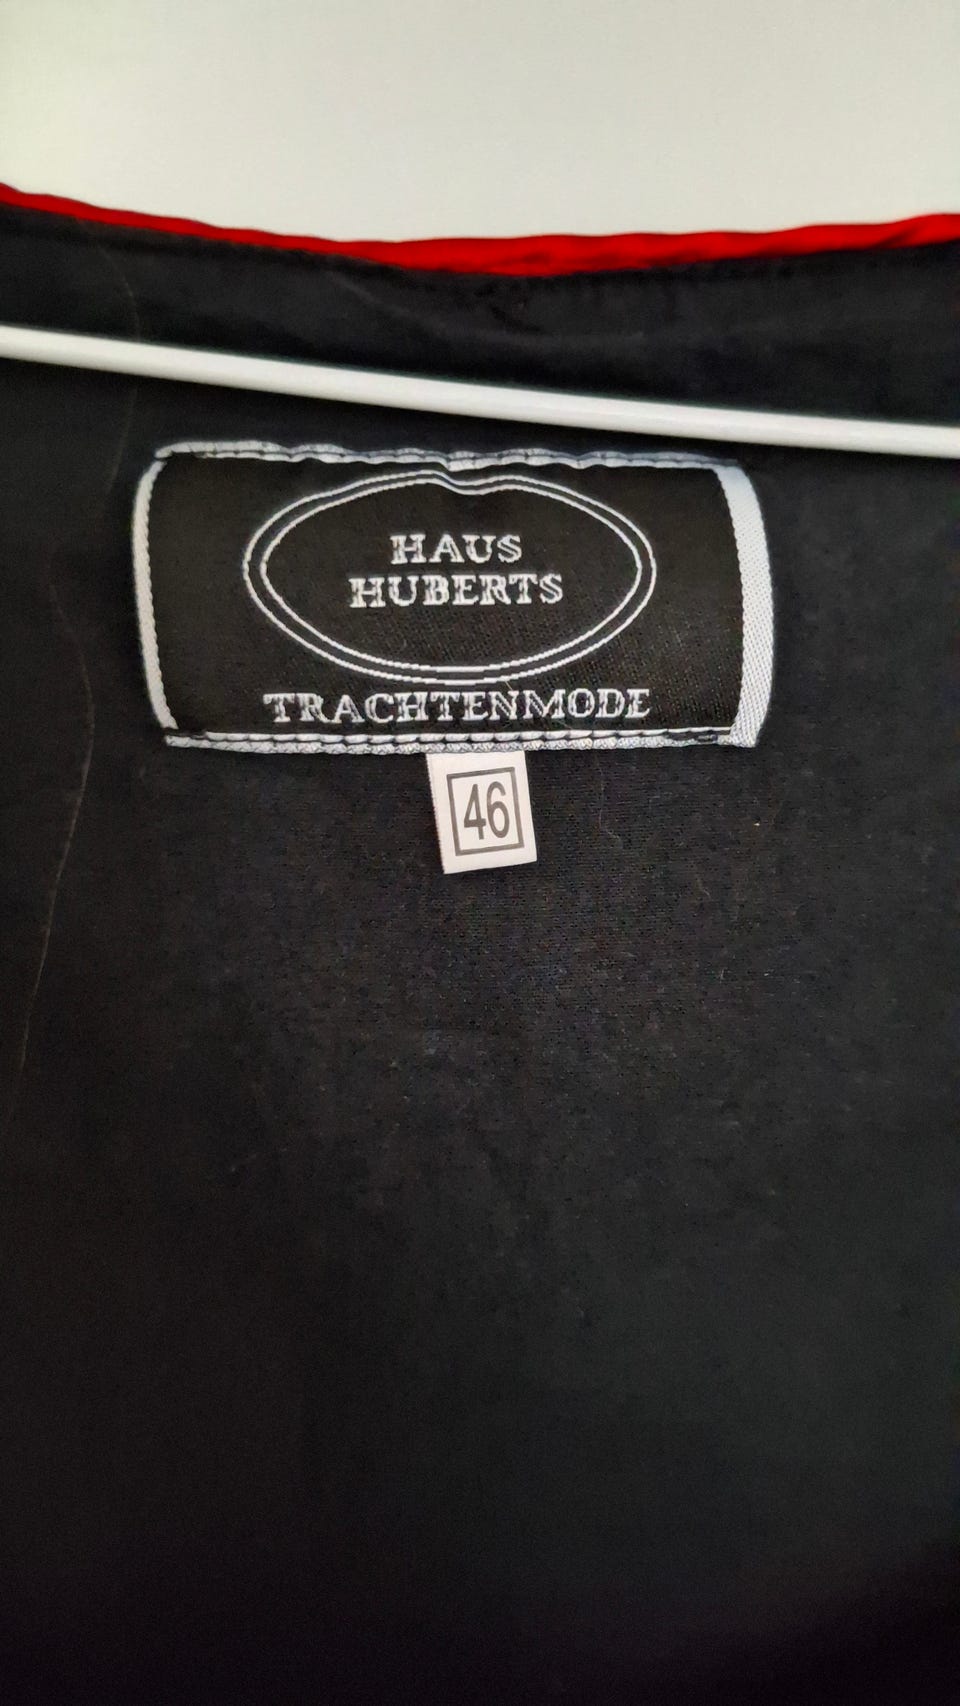 HAUS
HUBERTS
TRACHTENMODE
46